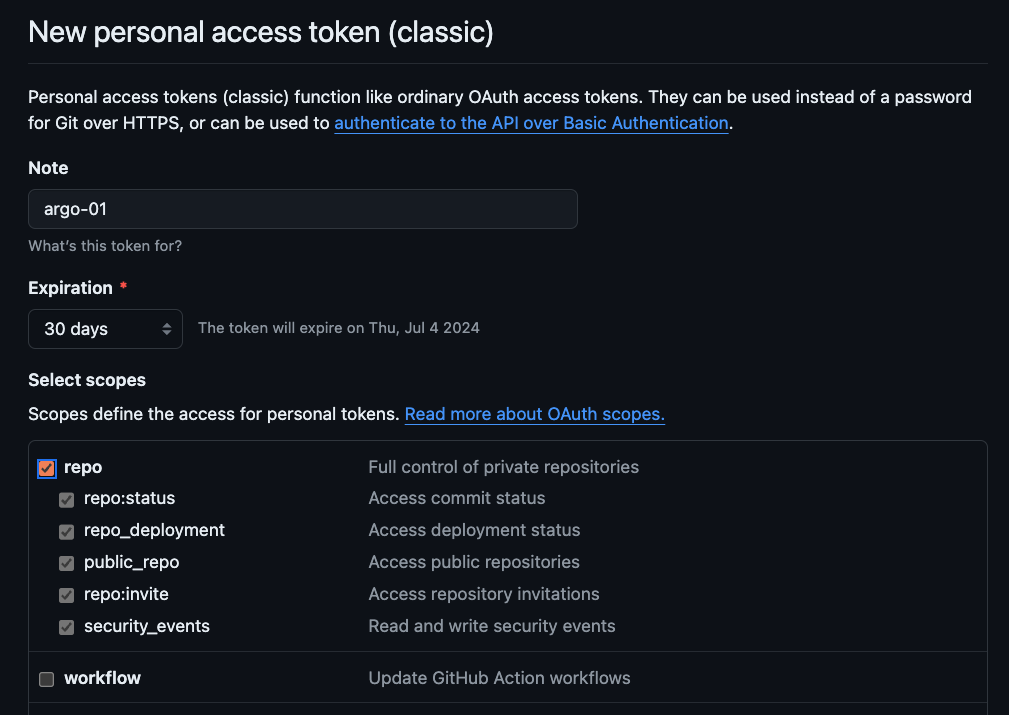 New personal access token (classic)
Personal access tokens (classic) function like ordinary OAuth access tokens. They can be used instead of a password
for Git over HTTPS, or can be used to authenticate to the API over Basic Authentication.
Note
argo-01
What's this token for?
Expiration *
30 days The token will expire on Thu, Jul 4 2024
Select scopes
Scopes define the access for personal tokens. Read more about OAuth scopes.
repo Full control of private repositories
repo:status Access commit status
repo_deployment Access deployment status
public_repo Access public repositories
repo:invite Access repository invitations
security_events Read and write security events
workflow Update GitHub Action workflows